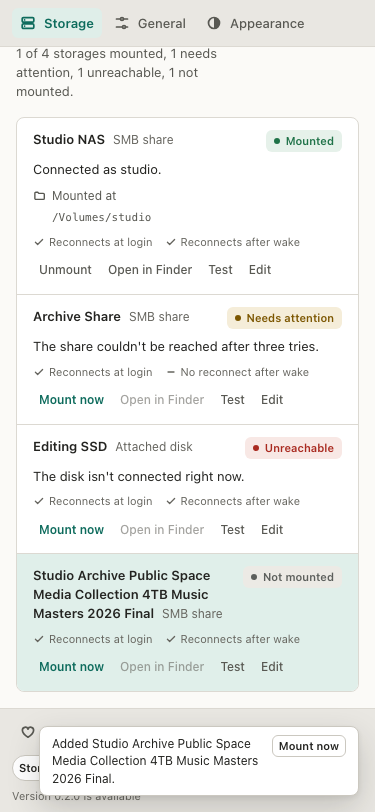 Storage General Appearance
1 of 4 storages mounted, 1 needs
attention, 1 unreachable, 1 not
mounted.
Studio NAS SMB share Mounted
Connected as studio.
Mounted at
/Volumes/studio
Reconnects at login Reconnects after wake
Unmount Open in Finder Test Edit
Archive Share SMB share Needs attention
The share couldn't be reached after three tries.
Reconnects at login No reconnect after wake
Mount now Open in Finder Test Edit
Editing SSD Attached disk Unreachable
The disk isn't connected right now.
Reconnects at login Reconnects after wake
Mount now Open in Finder Test Edit
Studio Archive Public Space
Media Collection 4TB Music
Masters 2026 Final SMB share Not mounted
Reconnects at login Reconnects after wake
Mount now Open in Finder Test Edit
Added Studio Archive Public Space
Media Collection 4TB Music Masters
2026 Final.
Mount now
Version 0.2.0 is available